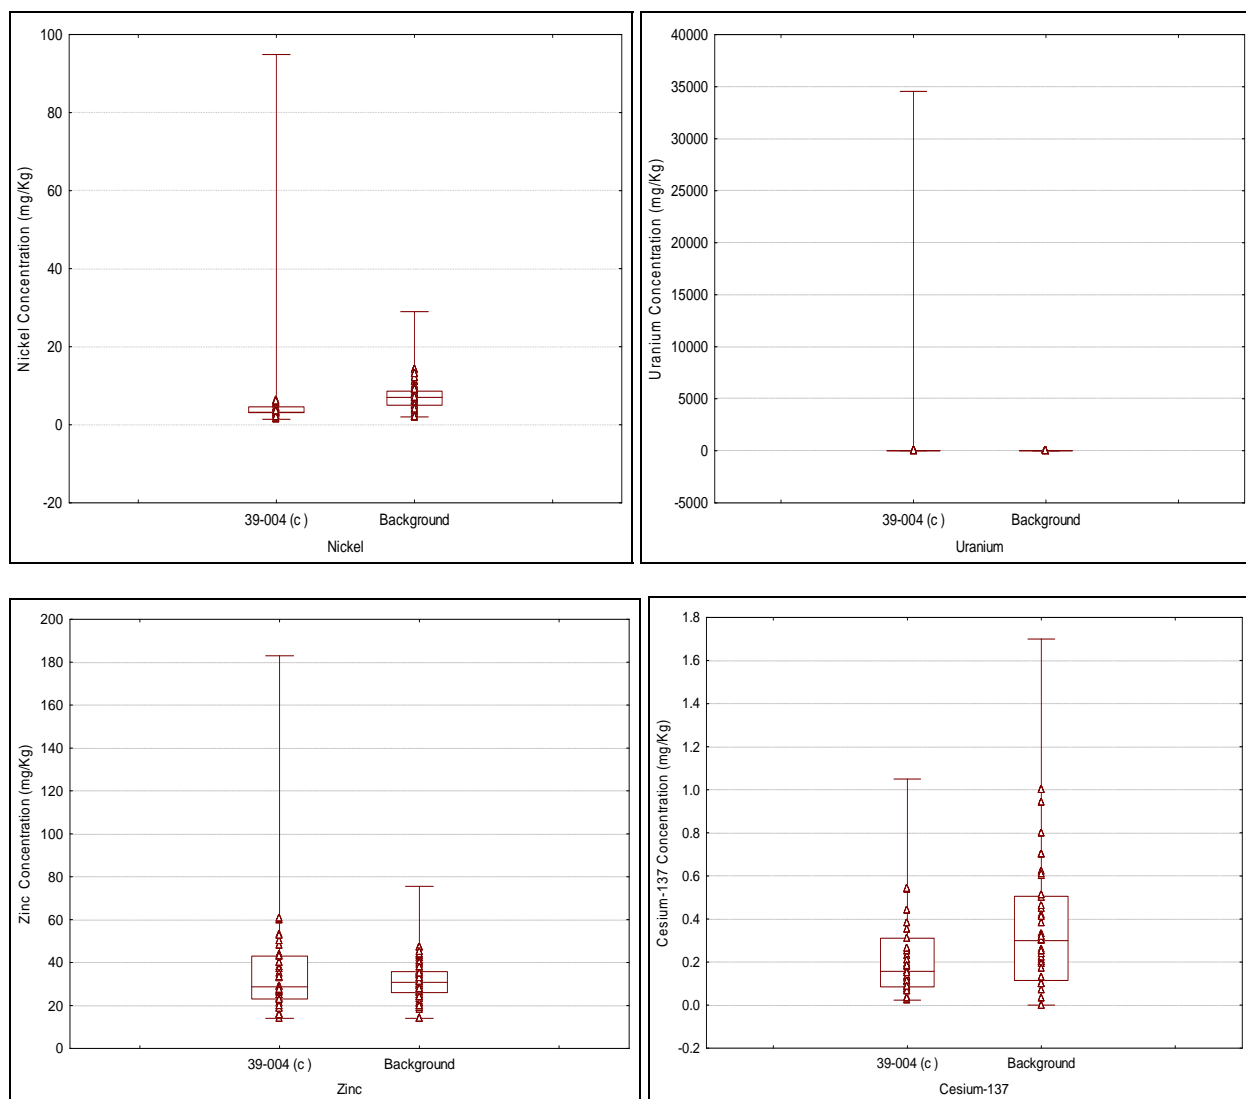 Nickel Concentration (mg/Kg)
100
80
60
40
20
0
-20
39-004 (c )
Background
Nickel
Uranium Concentration (mg/Kg)
40000
35000
30000
25000
20000
15000
10000
5000
0
-5000
39-004 (c )
Background
Uranium
Zinc Concentration (mg/Kg)
200
180
160
140
120
100
80
60
40
20
0
39-004 (c )
Background
Zinc
Cesium-137 Concentration (mg/Kg)
1.8
1.6
1.4
1.2
1.0
0.8
0.6
0.4
0.2
0.0
-0.2
39-004 (c )
Background
Cesium-137